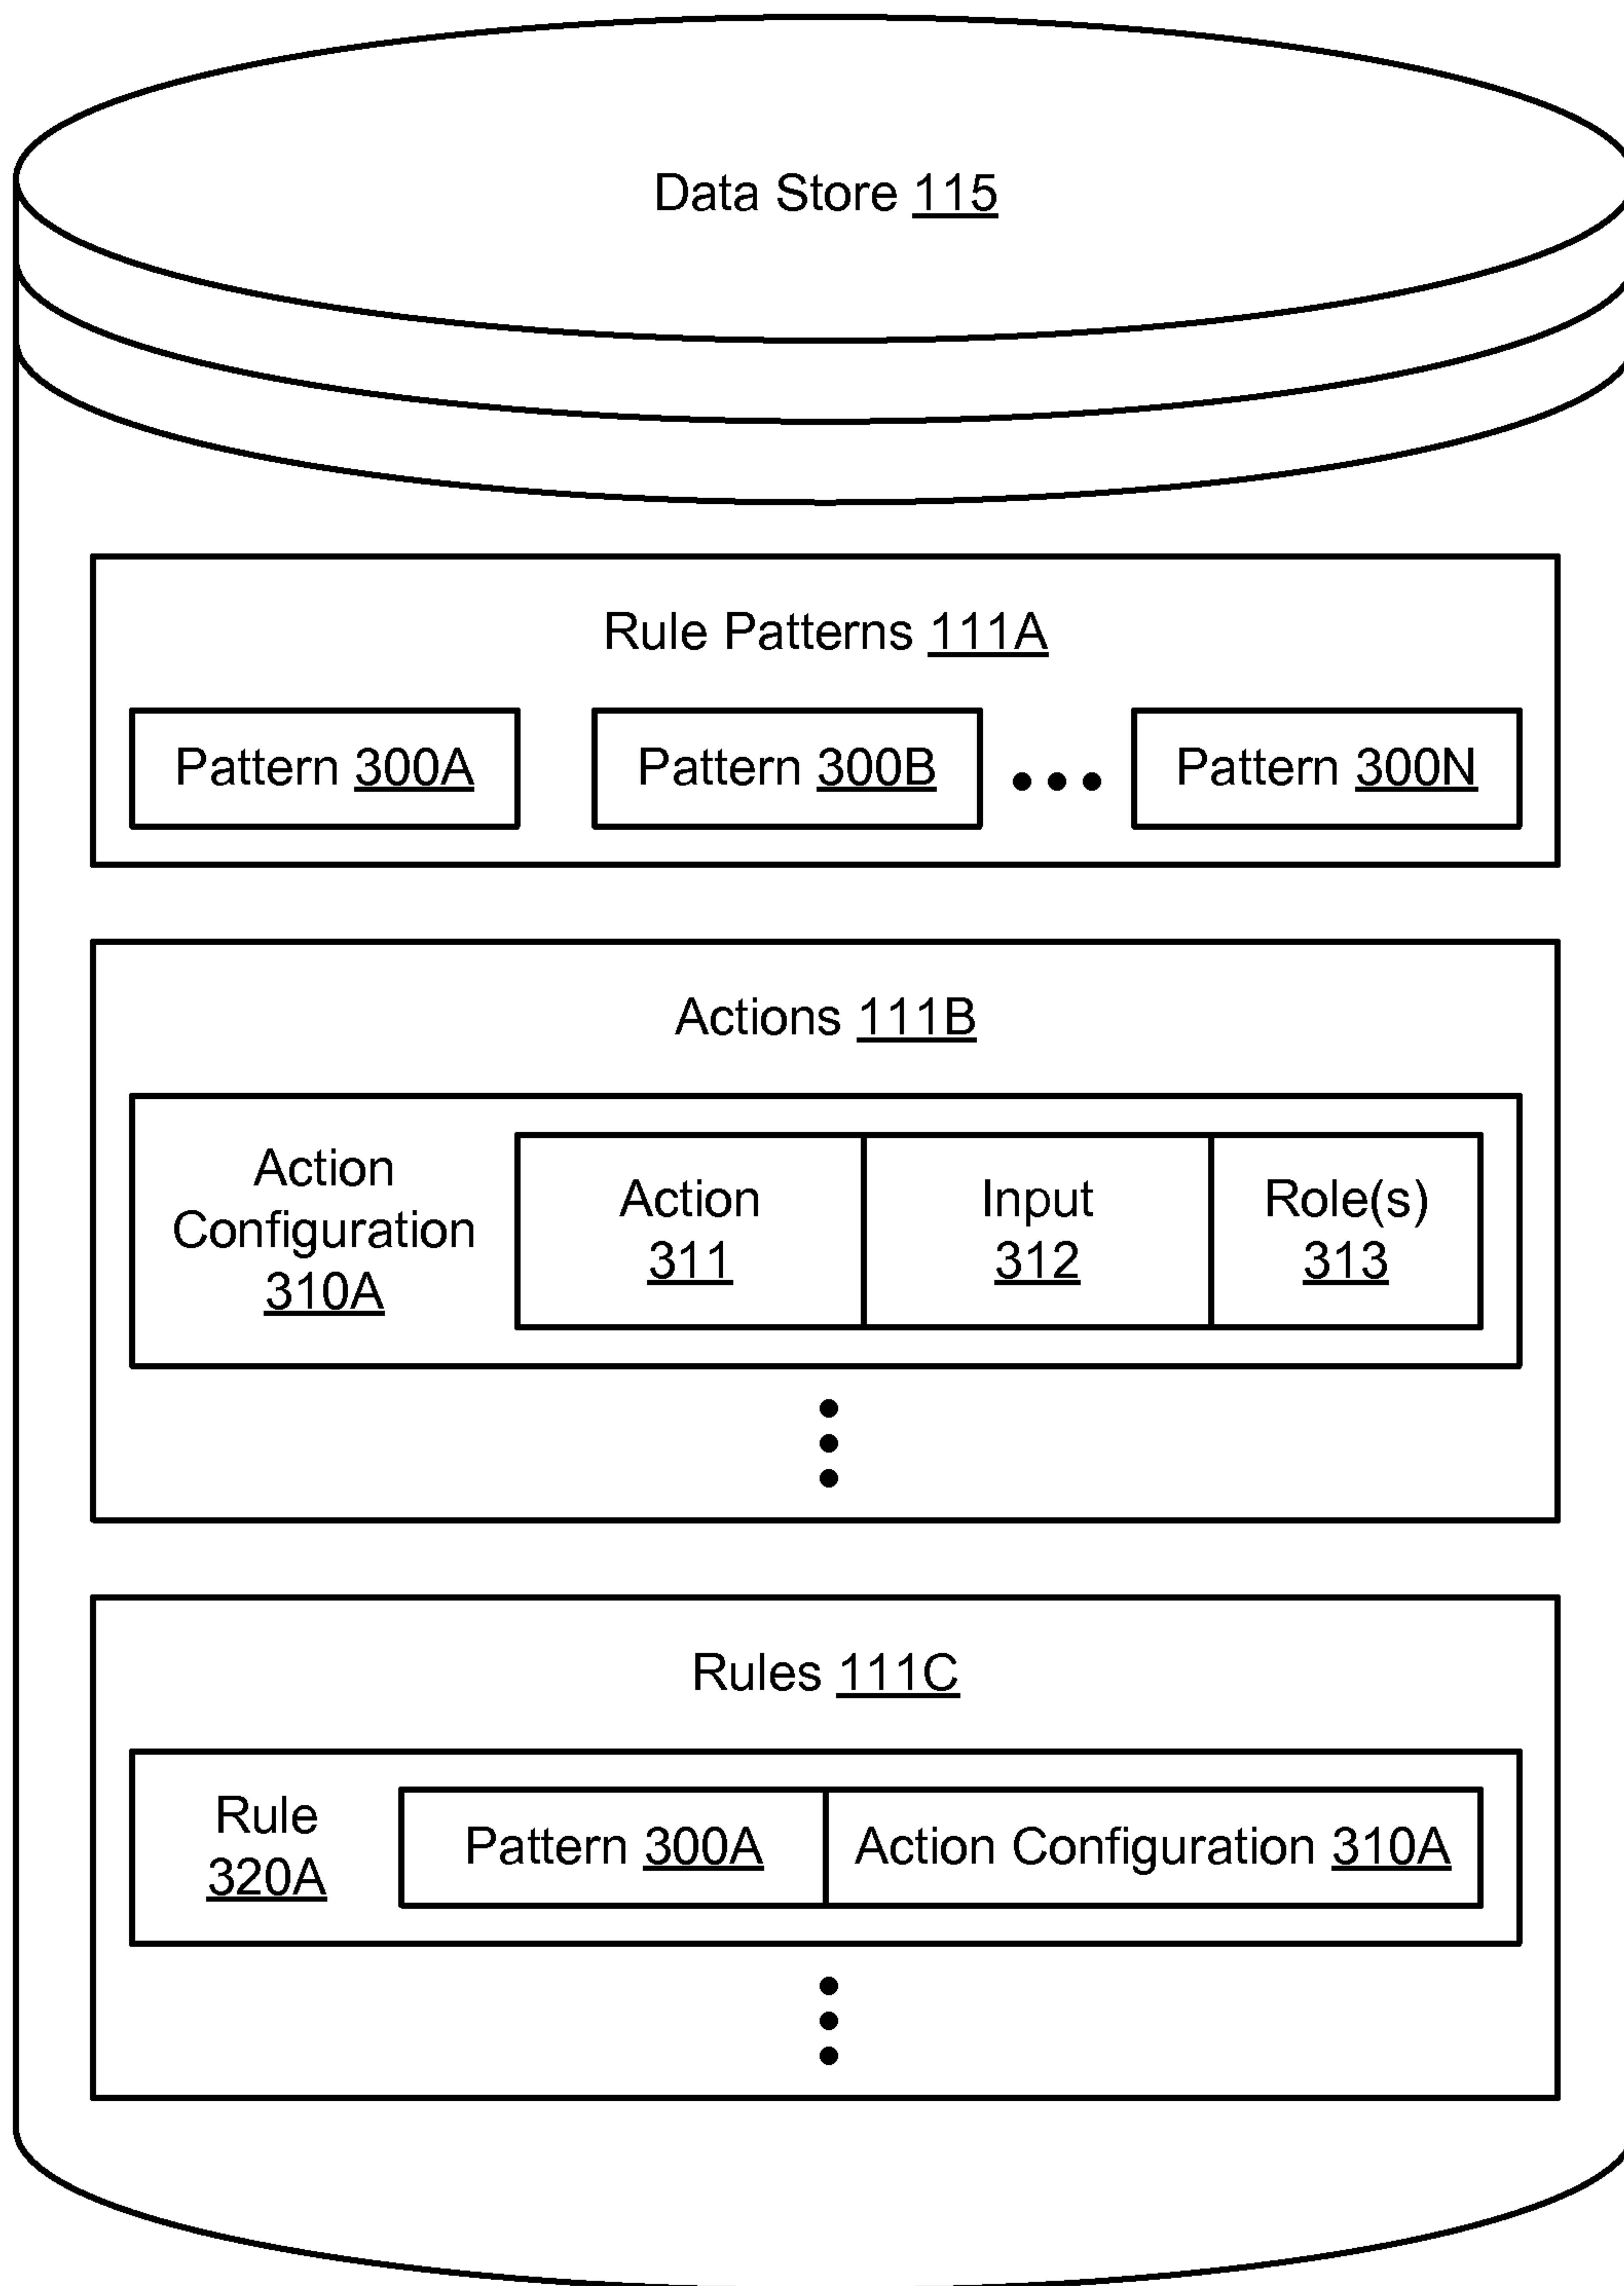 Data Store 115
Rule Patterns 111A
Pattern 300A
Pattern 300B
Pattern 300N
Actions 111B
Action
Configuration
310A
Action
311
Input
312
Role(s)
313
Rules 111C
Rule
320A
Pattern 300A
Action Configuration 310A